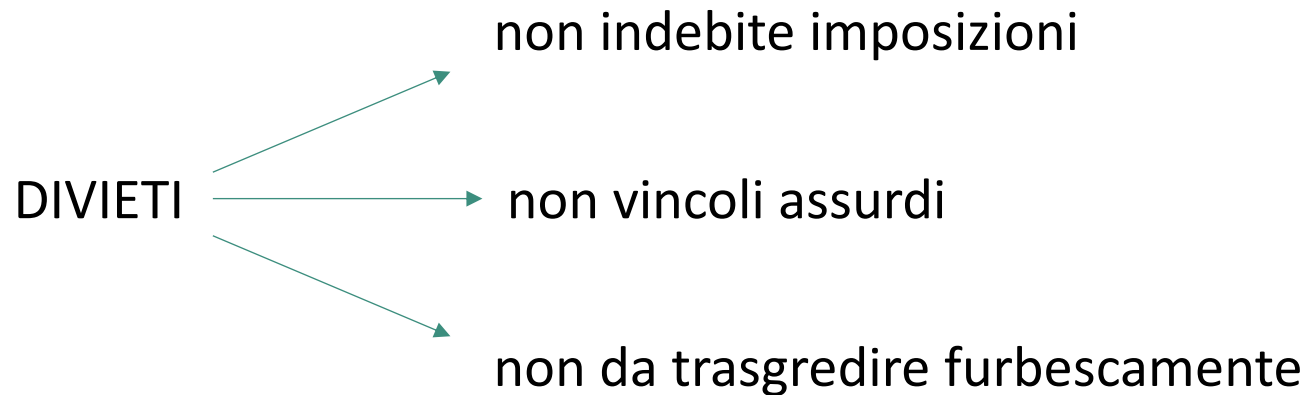 non indebite imposizioni
DIVIETI
non vincoli assurdi
non da trasgredire furbescamente